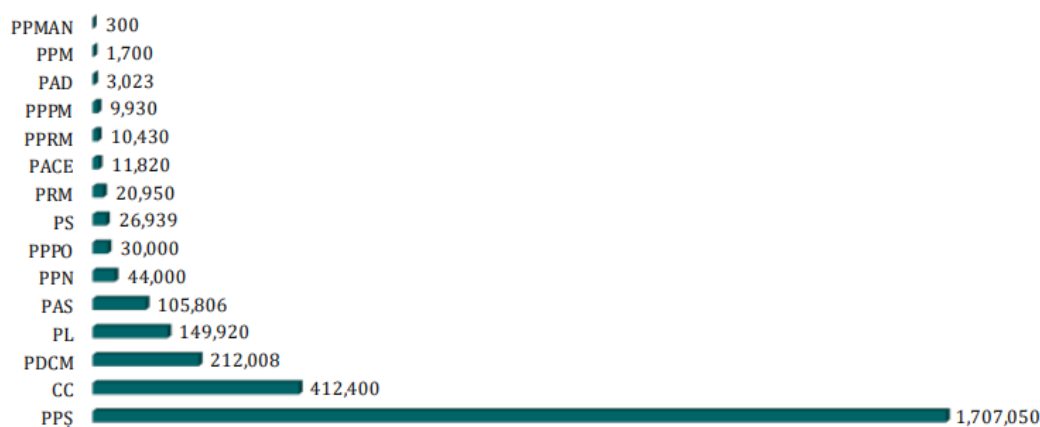 PPMAN 300
PPM 1,700
PAD 3,023
PPPM 9,930
PPRM 10,430
PACE 11,820
PRM 20,950
PS 26,939
PPPO 30,000
PPN 44,000
PAS 105,806
PL 149,920
PDCM 212,008
CC 412,400
PPS 1,707,050